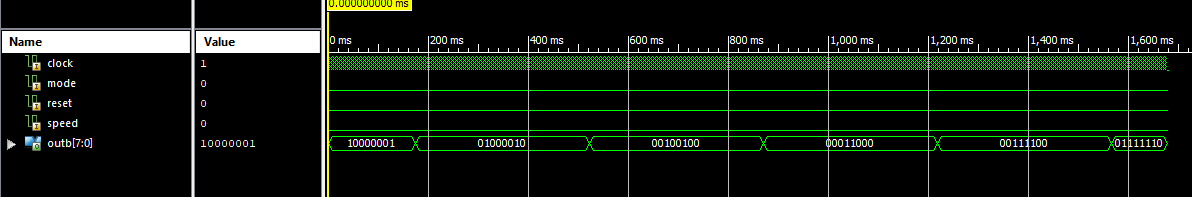 0.000000000 ms
Name Value
0 ms 200 ms 400 ms 600 ms 800 ms 1,000 ms 1,200 ms 1,400 ms 1,600 ms
clock 1
mode 0
reset 0
speed 0
outb[7:0] 10000001 10000001 01000010 00100100 00011000 00111100 01111110